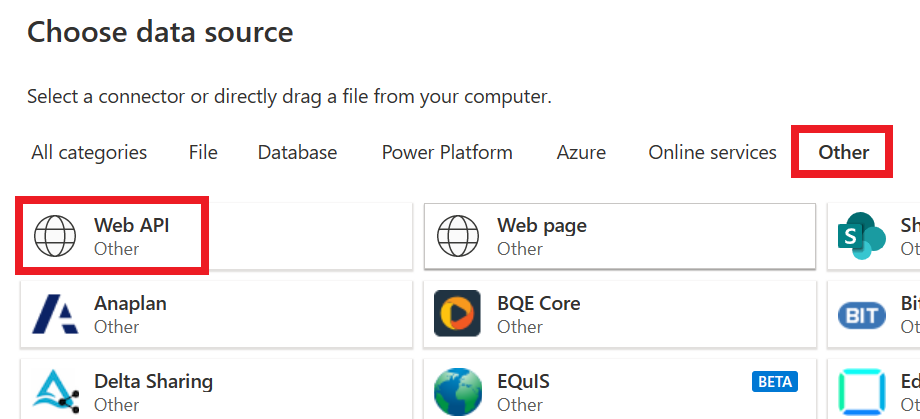 Choose data source
Select a connector or directly drag a file from your computer.
All categories File Database Power Platform Azure Online services Other
Web API Web page Sh
Other Other Ot
S
Anaplan BQE Core Bit
Other Other Ot
BIT
Delta Sharing EQuIS BETA Ed
Other Other Ot